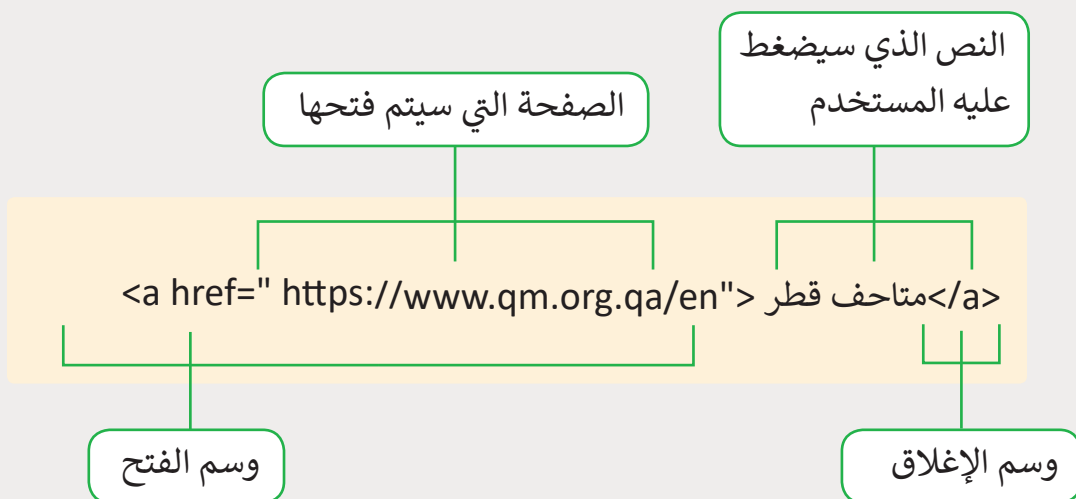 النص الذي سيضغط
عليه المستخدم
الصفحة التي سيتم فتحها
<a href=" https://www.qm.org.qa/en"> متاحف قطر</a>
وسم الفتح
وسم الإغلاق